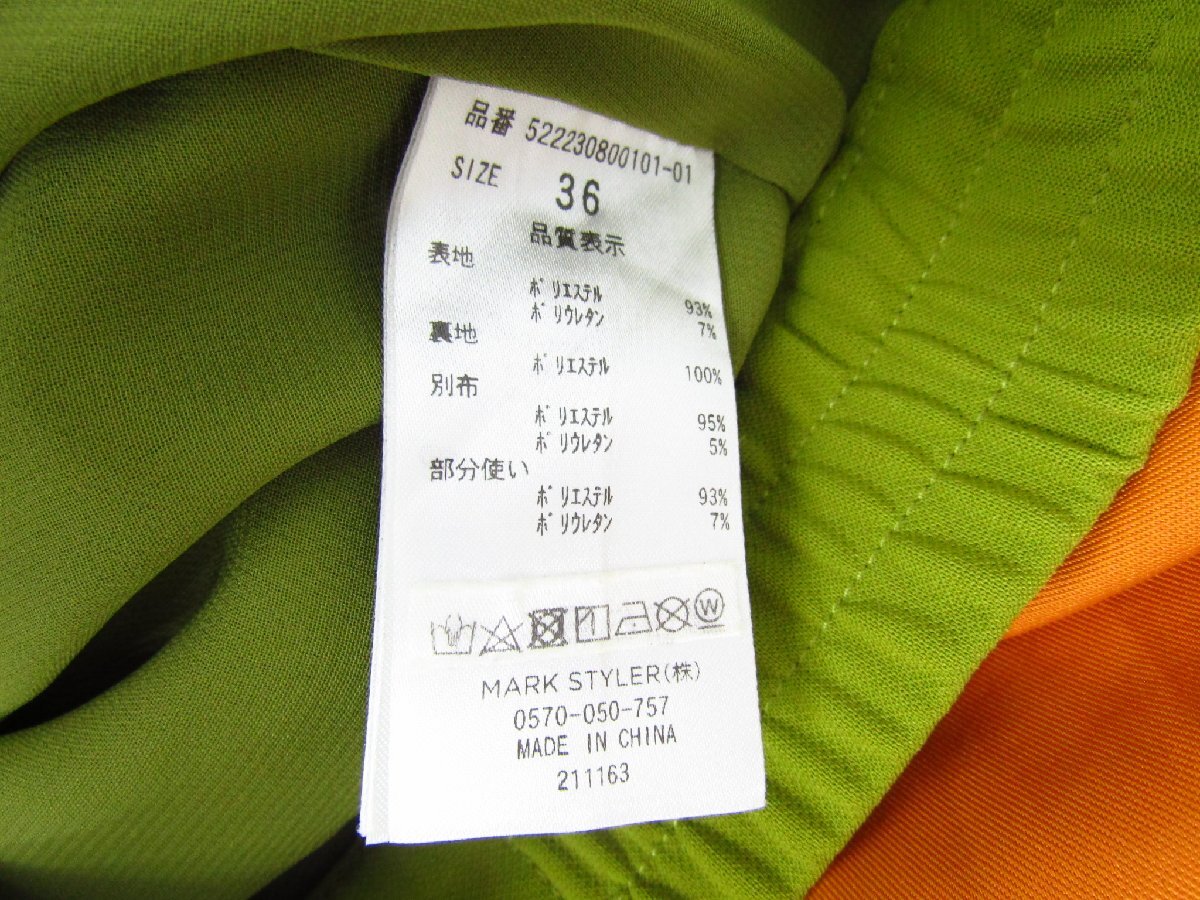 品番 522230800101-01
SIZE 36
品質表示
表地
ポリエステル 93%
ポリウレタン 7%
裏地
ポリエステル 100%
別布
ポリエステル 95%
ポリウレタン 5%
部分使い
ポリエステル 93%
ポリウレタン 7%
W
MARK STYLER(株)
0570-050-757
MADE IN CHINA
211163